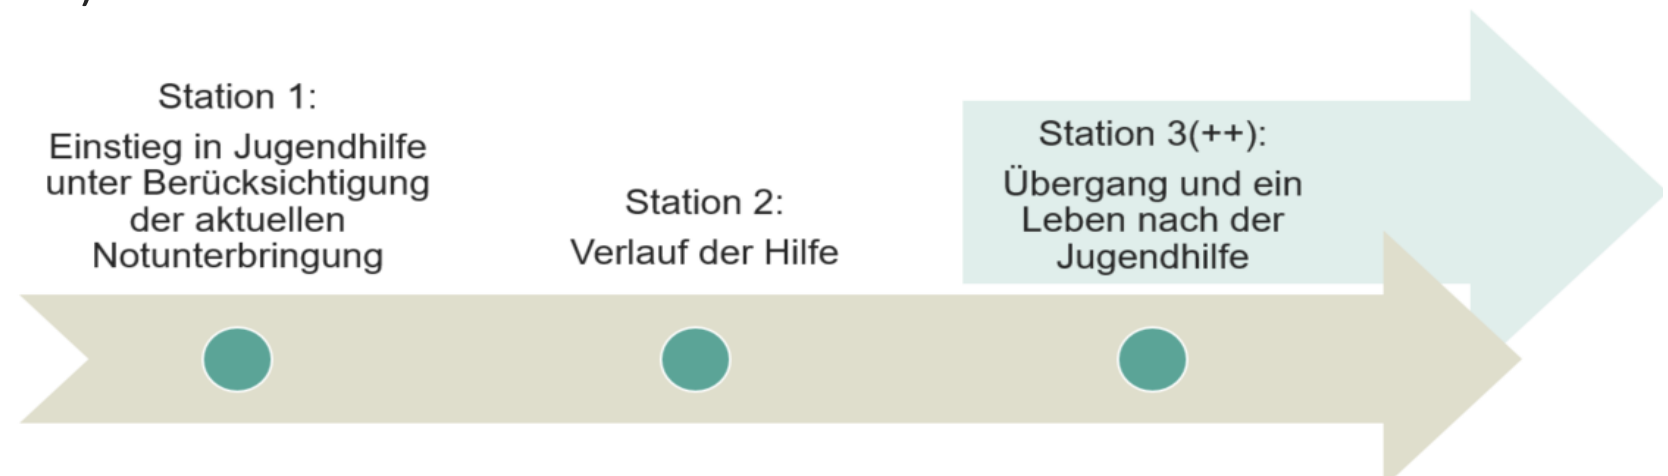 Station 1:
Einstieg in Jugendhilfe
unter Berücksichtigung
der aktuellen
Notunterbringung
Station 2:
Verlauf der Hilfe
Station 3(++):
Übergang und ein
Leben nach der
Jugendhilfe